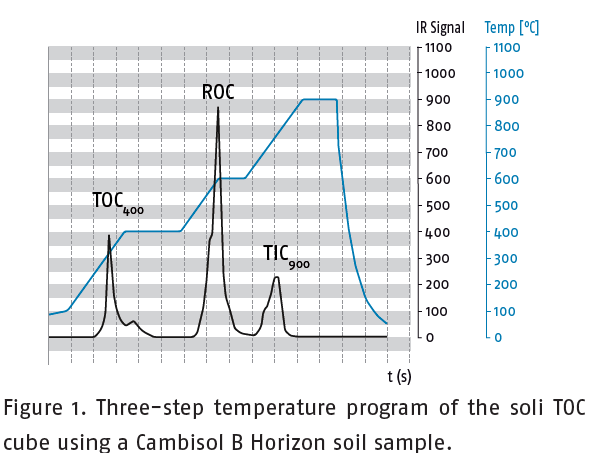 IR Signal Temp [ºC]
1100 1100
1000 1000
900 900
800 800
700 700
600 600
500 500
400 400
300 300
200 200
100 100
0 0
ROC
TOC400
TIC900
t (s)
Figure 1. Three-step temperature program of the soli TOC
cube using a Cambisol B Horizon soil sample.